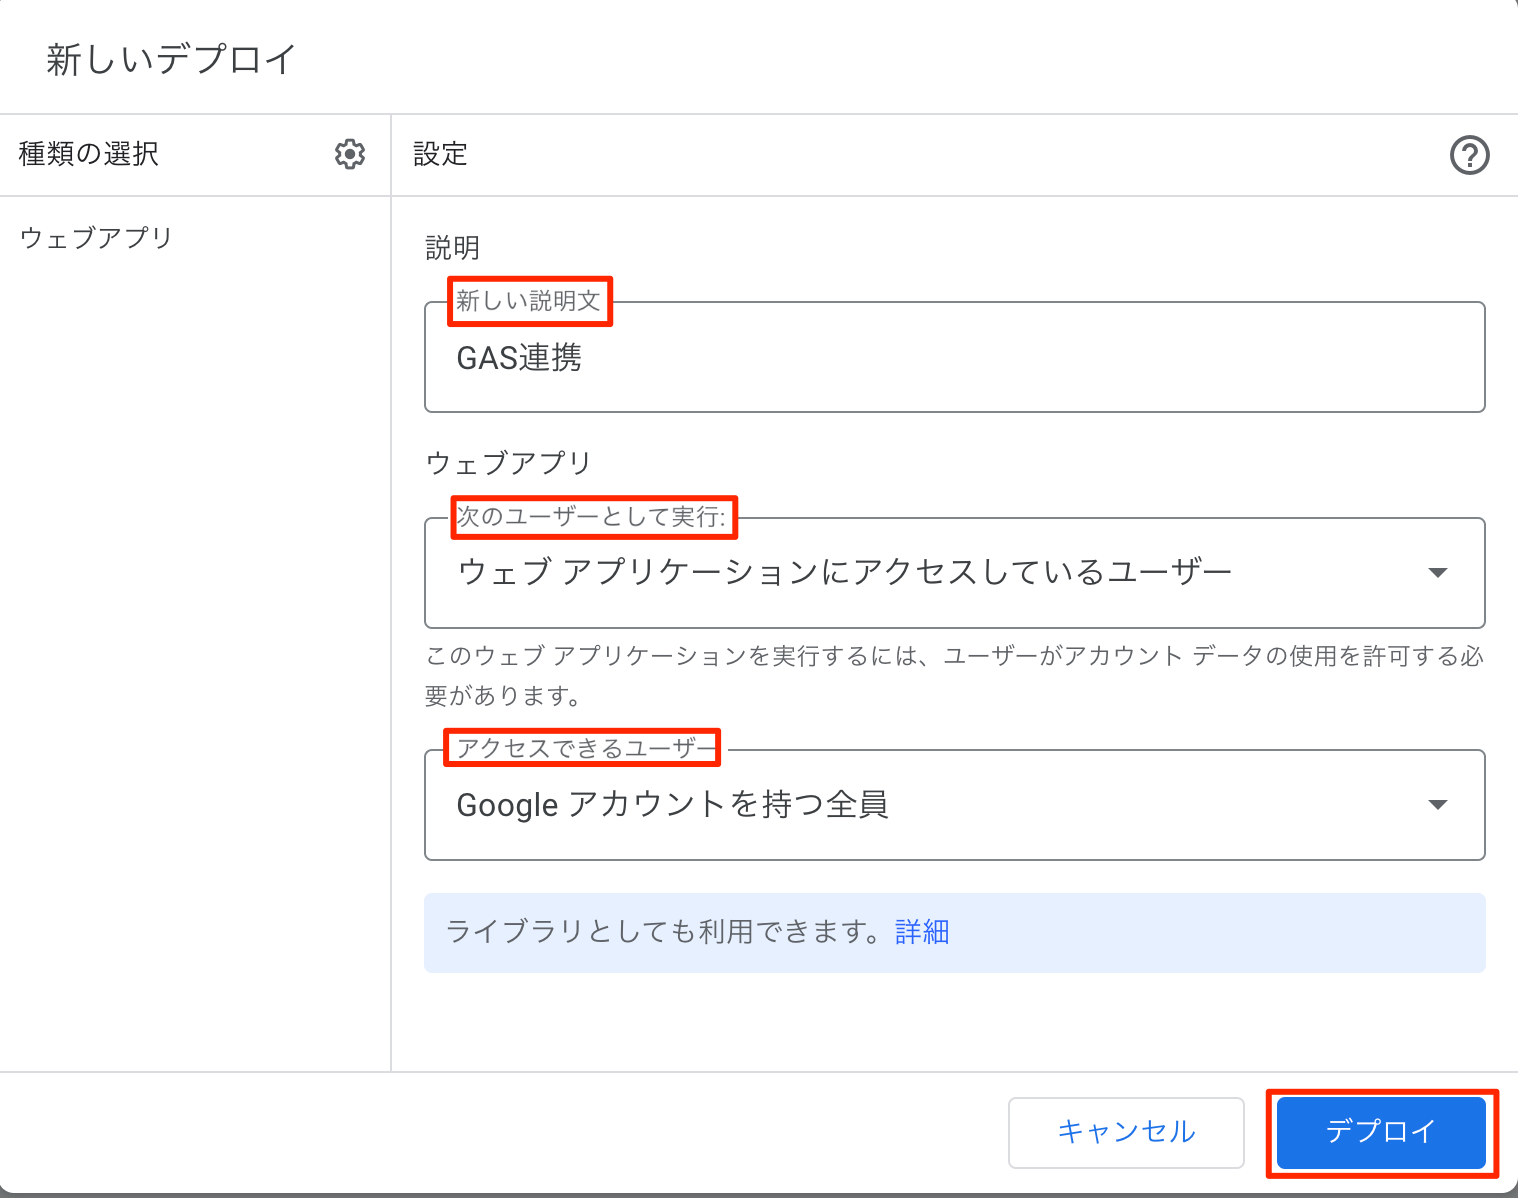 新しいデプロイ
種類の選択
設定
ウェブアプリ
説明
新しい説明文
GAS連携
ウェブアプリ
次のユーザーとして実行:
ウェブ アプリケーションにアクセスしているユーザー
このウェブ アプリケーションを実行するには、ユーザーがアカウント データの使用を許可する必
要があります。
アクセスできるユーザー
Google アカウントを持つ全員
ライブラリとしても利用できます。詳細
キャンセル
デプロイ